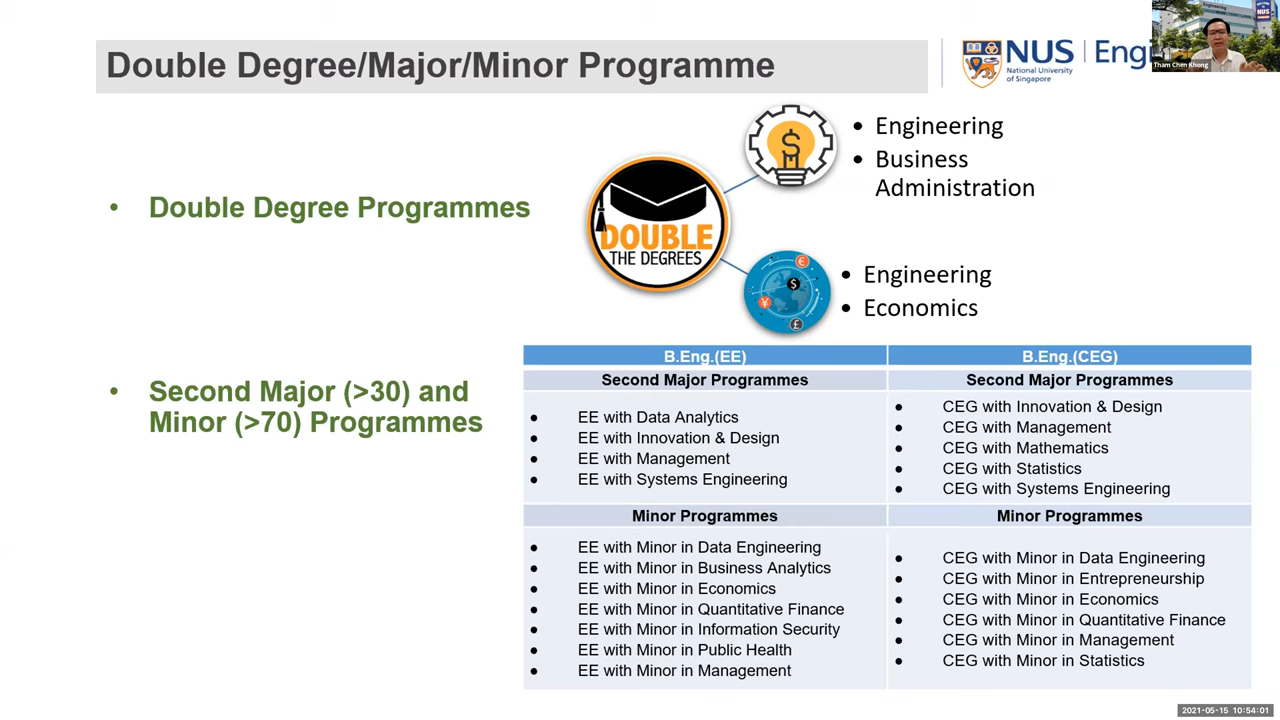 Double Degree/Major/Minor Programme
NUS
National University
of Singapore
Engineering
NUS
Tham Chen Khong
• Double Degree Programmes
DOUBLE
THE DEGREES
• Engineering
• Business
Administration
• Engineering
• Economics
• Second Major (>30) and
Minor (>70) Programmes
B.Eng.(EE)
B.Eng.(CEG)
Second Major Programmes
Second Major Programmes
• EE with Data Analytics
• EE with Innovation & Design
• EE with Management
• EE with Systems Engineering
• CEG with Innovation & Design
• CEG with Management
• CEG with Mathematics
• CEG with Statistics
• CEG with Systems Engineering
Minor Programmes
Minor Programmes
• EE with Minor in Data Engineering
• EE with Minor in Business Analytics
• EE with Minor in Economics
• EE with Minor in Quantitative Finance
• EE with Minor in Information Security
• EE with Minor in Public Health
• EE with Minor in Management
• CEG with Minor in Data Engineering
• CEG with Minor in Entrepreneurship
• CEG with Minor in Economics
• CEG with Minor in Quantitative Finance
• CEG with Minor in Management
• CEG with Minor in Statistics
2021-05-15 10:54:01